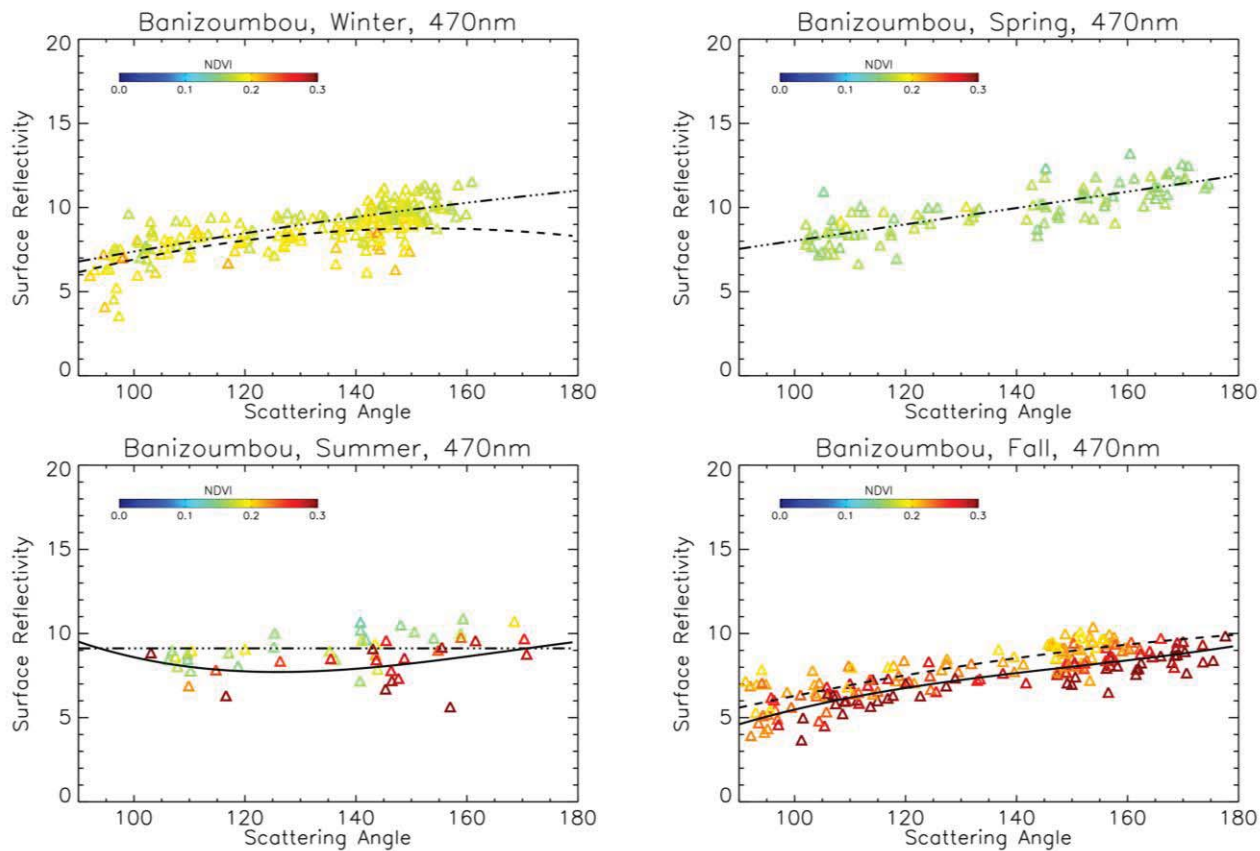 Banizoumbou, Winter, 470nm
20
NDVI
0.0 0.1 0.2 0.3
15
Surface Reflectivity
10
5
0
100 120 140 160 180
Scattering Angle
Banizoumbou, Spring, 470nm
20
NDVI
0.0 0.1 0.2 0.3
15
Surface Reflectivity
10
5
0
100 120 140 160 180
Scattering Angle
Banizoumbou, Summer, 470nm
20
NDVI
0.0 0.1 0.2 0.3
15
Surface Reflectivity
10
5
0
100 120 140 160 180
Scattering Angle
Banizoumbou, Fall, 470nm
20
NDVI
0.0 0.1 0.2 0.3
15
Surface Reflectivity
10
5
0
100 120 140 160 180
Scattering Angle